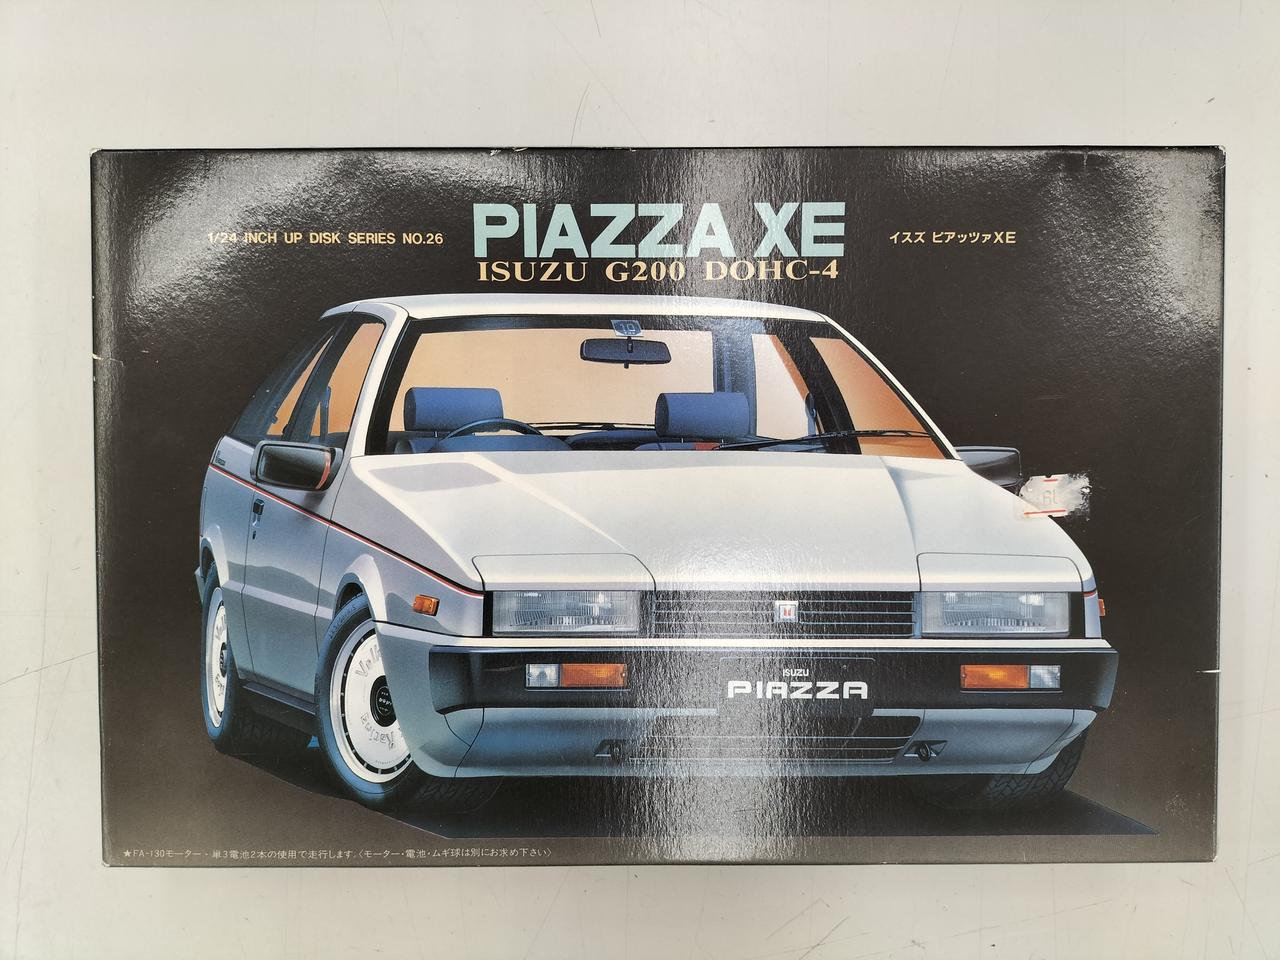 1/24 INCH UP DISK SERIES NO.26
PIAZZA XE
ISUZU G200 DOHC-4
イスズ ピアッツァXE
19
ISUZU
PIAZZA
★FA-130モーター・単3電池2本の使用で走行します。〈モーター・電池・ムギ球は別にお求め下さい〉